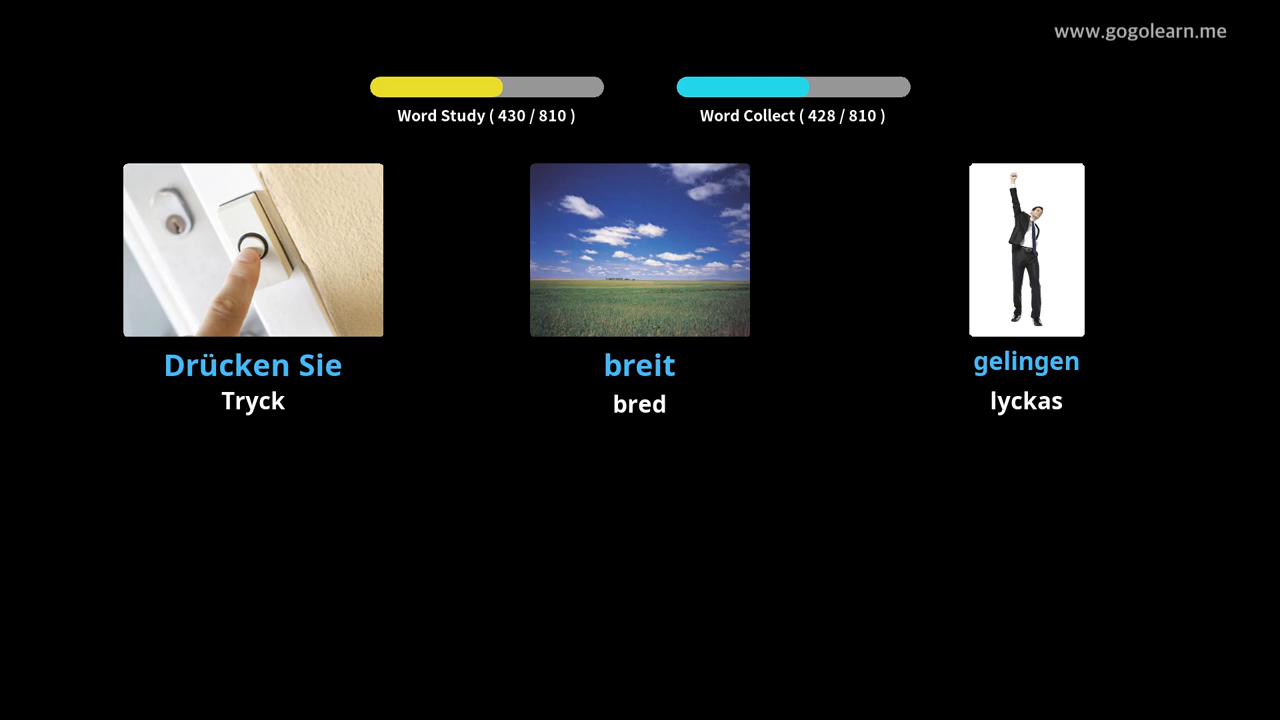 www.gogolearn.me
Word Study ( 430 / 810 )
Word Collect ( 428 / 810 )
Drücken Sie
Tryck
breit
bred
gelingen
lyckas